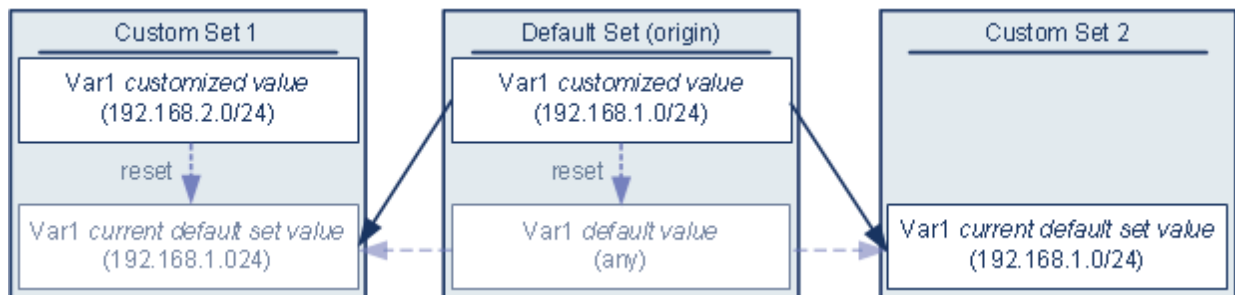 Custom Set 1
Var1 customized value
(192.168.2.0/24)
reset
Var1 current default set value
(192.168.1.024)
Default Set (origin)
Var1 customized value
(192.168.1.0/24)
reset
Var1 default value
(any)
Custom Set 2
Var1 current default set value
(192.168.1.0/24)